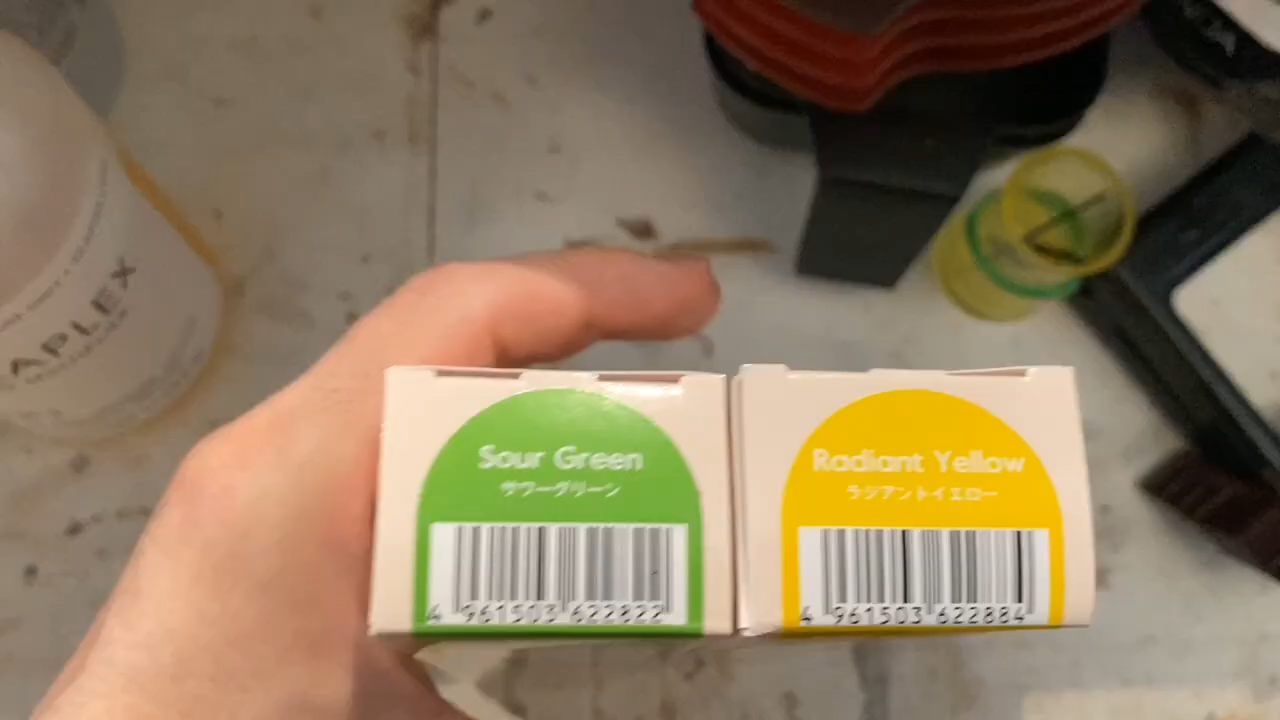 APLEX
Sour Green
サワーグリーン
4 961503 622822
Radiant Yellow
ラジアントイエロー
4 961503 622884